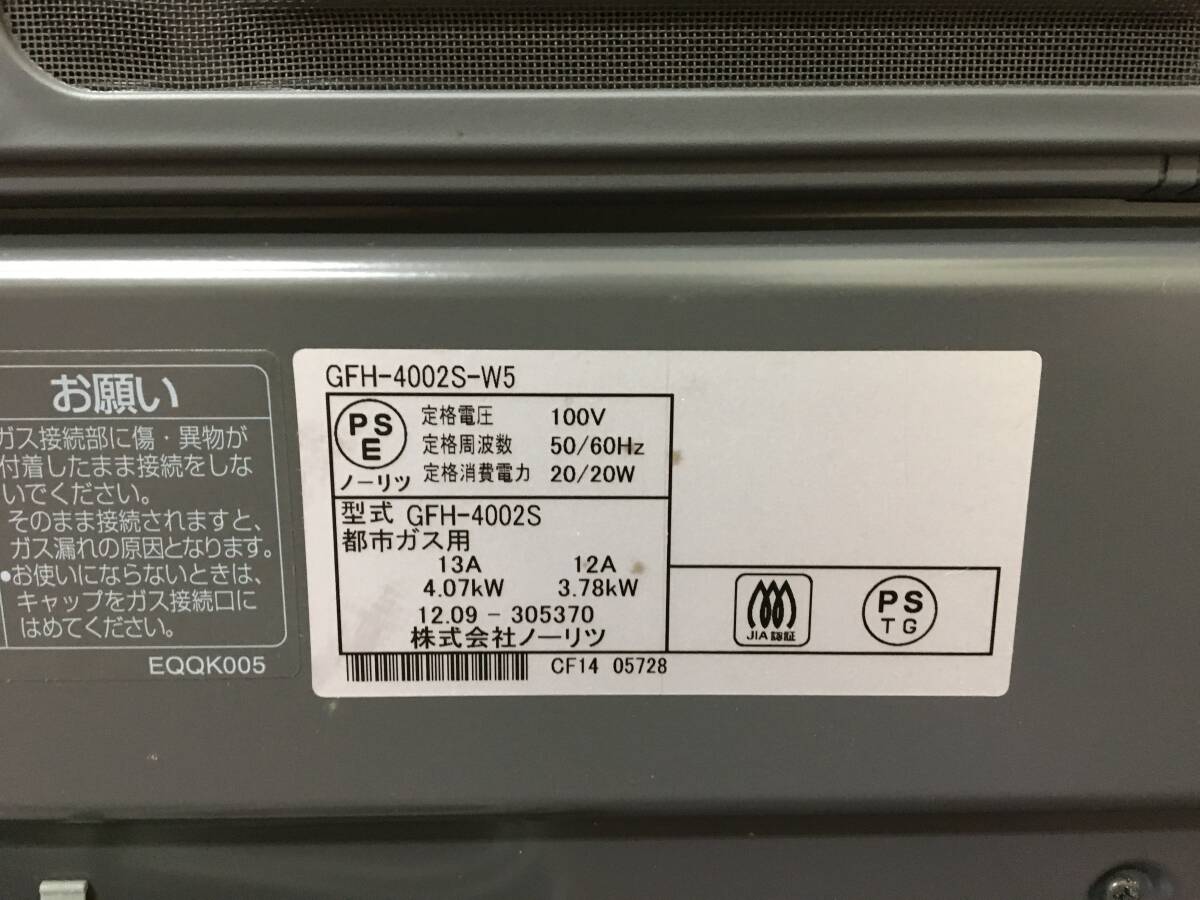 お願い
ガス接続部に傷・異物が
付着したまま接続をしな
いでください。
そのまま接続されますと、
ガス漏れの原因となります。
●お使いにならないときは、
キャップをガス接続口に
はめてください。
EQQK005
GFH-4002S-W5
PS
E
ノーリツ
定格電圧 100V
定格周波数 50/60Hz
定格消費電力 20/20W
型式 GFH-4002S
都市ガス用
13A 12A
4.07kW 3.78kW
12.09-305370
株式会社ノーリツ
CF14 05728
JIA認証
PS
TG